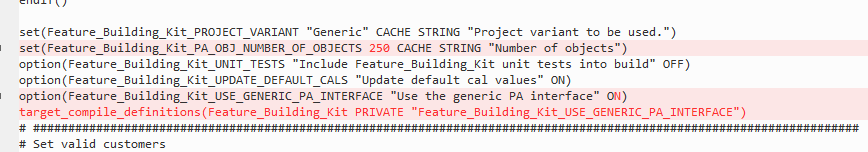 endif()
set(Feature_Building_Kit_PROJECT_VARIANT "Generic" CACHE STRING "Project variant to be used.")
set(Feature_Building_Kit_PA_OBJ_NUMBER_OF_OBJECTS 250 CACHE STRING "Number of objects")
option(Feature_Building_Kit_UNIT_TESTS "Include Feature_Building_Kit unit tests into build" OFF)
option(Feature_Building_Kit_UPDATE_DEFAULT_CALS "Update default cal values" ON)
option(Feature_Building_Kit_USE_GENERIC_PA_INTERFACE "Use the generic PA interface" ON)
target_compile_definitions(Feature_Building_Kit PRIVATE "Feature_Building_Kit_USE_GENERIC_PA_INTERFACE")
# #####################################################################################################################
# Set valid customers